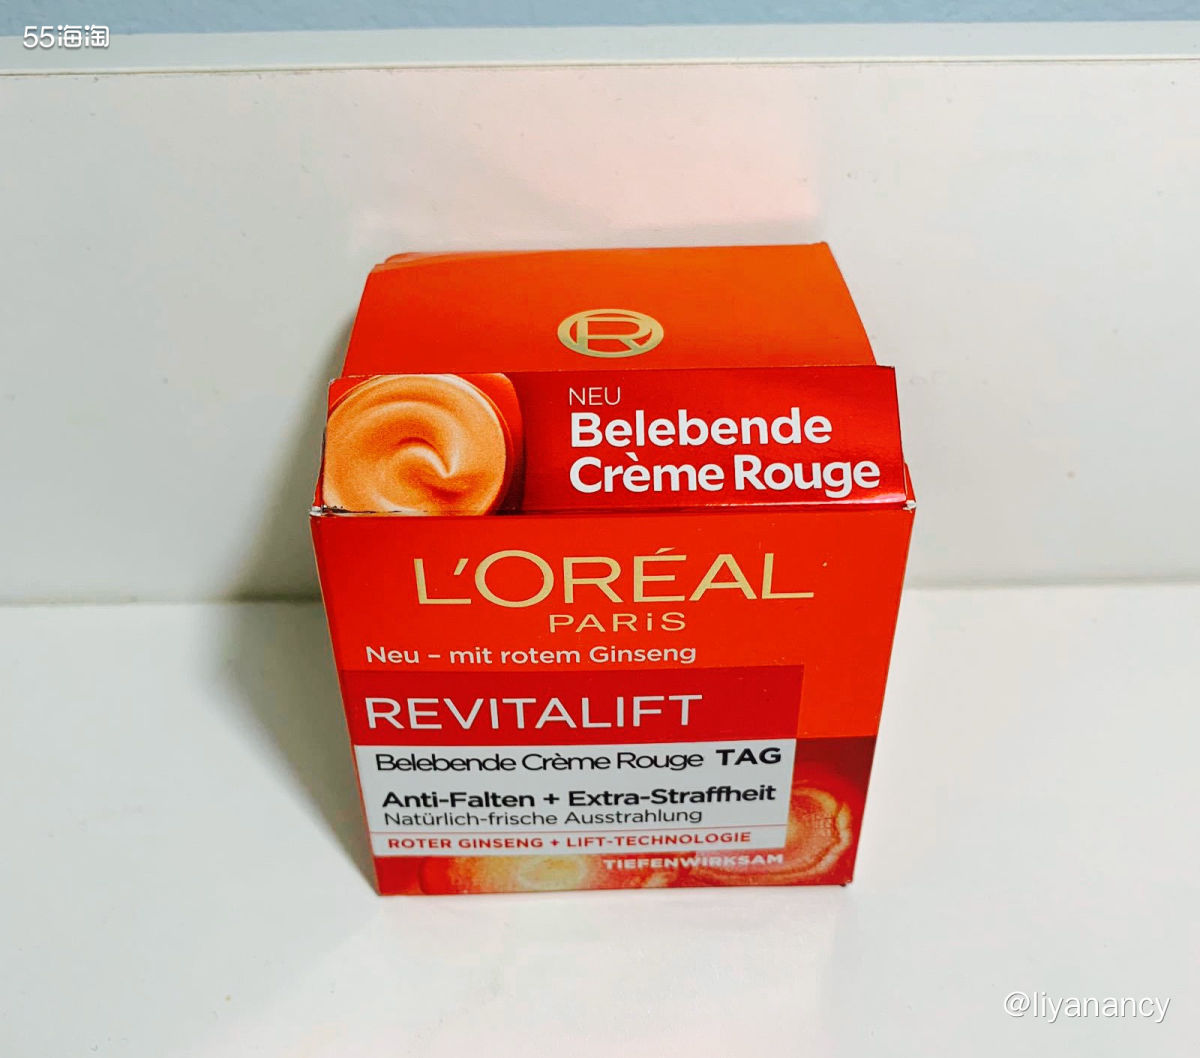 55海淘
R
NEU
Belebende
Crème Rouge
L'ORÉAL
PARiS
Neu – mit rotem Ginseng
REVITALIFT
Belebende Crème Rouge TAG
Anti-Falten + Extra-Straffheit
Natürlich-frische Ausstrahlung
ROTER GINSENG + LIFT-TECHNOLOGIE
TIEFENWIRKSAM
@liyanancy